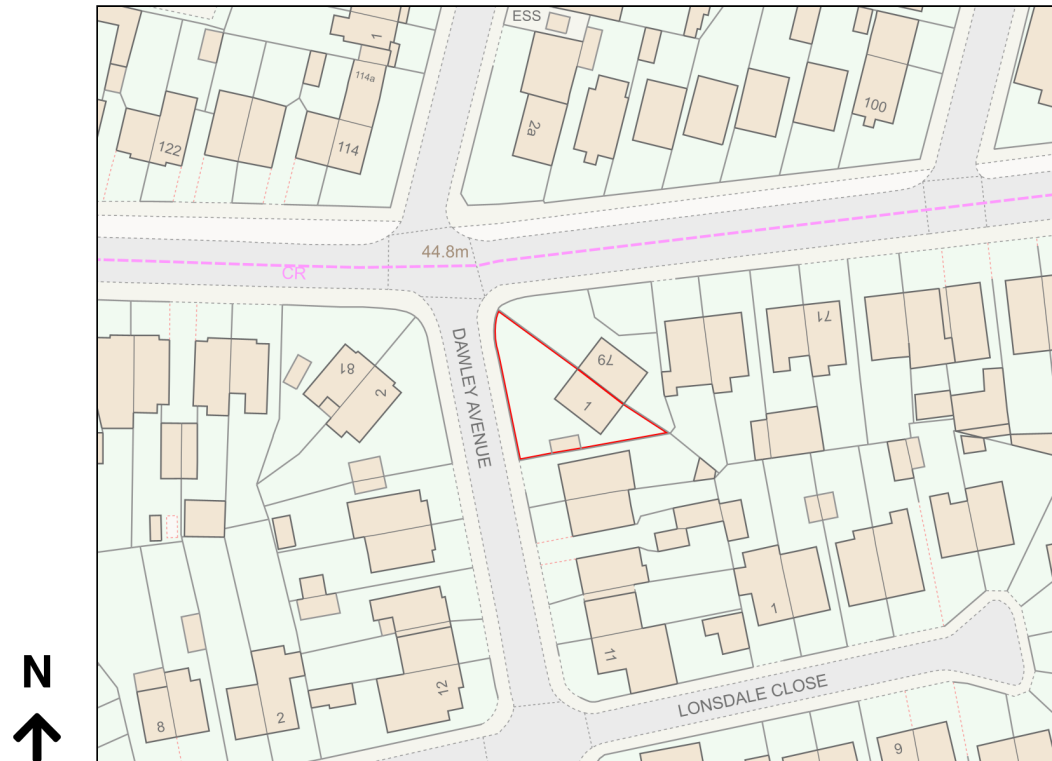 ESS
1
114a
122
114
2a
100
44.8m
CR
DAWLEY AVENUE
81
2
79
1
71
1
11
12
8
2
LONSDALE CLOSE
9
N